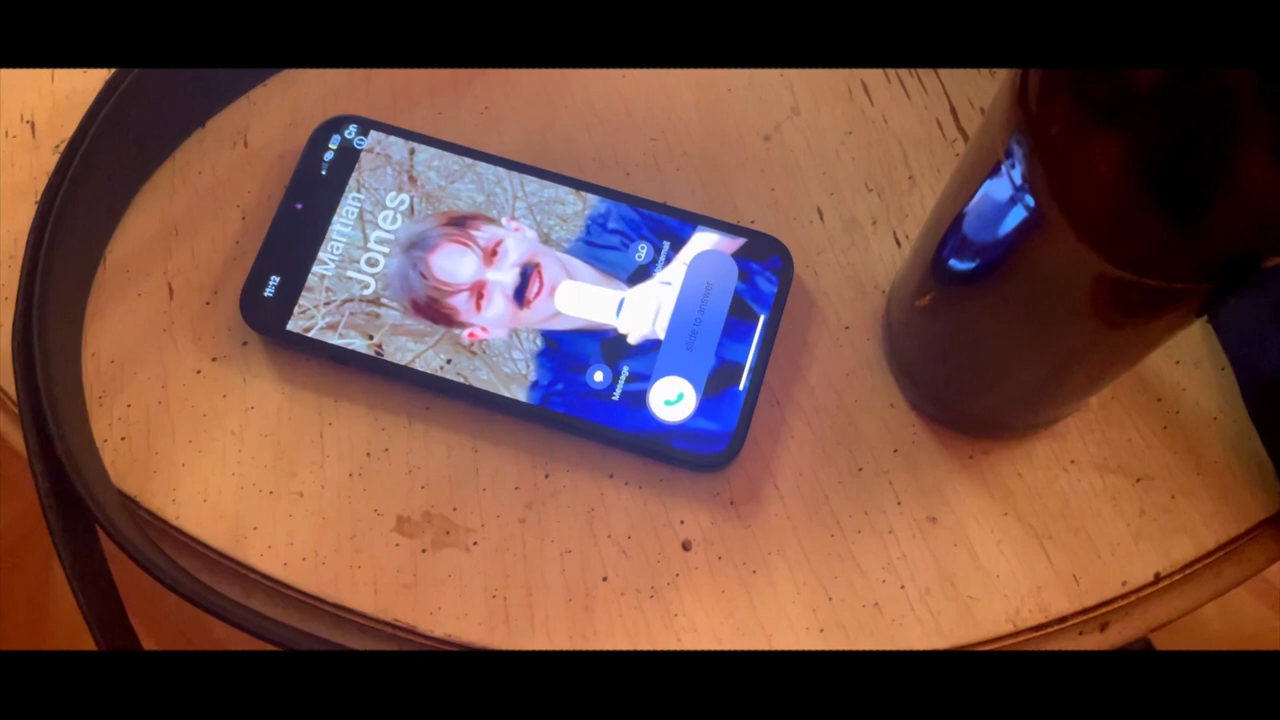 11:12
Martian
Jones
Message
Voicemail
slide to answer